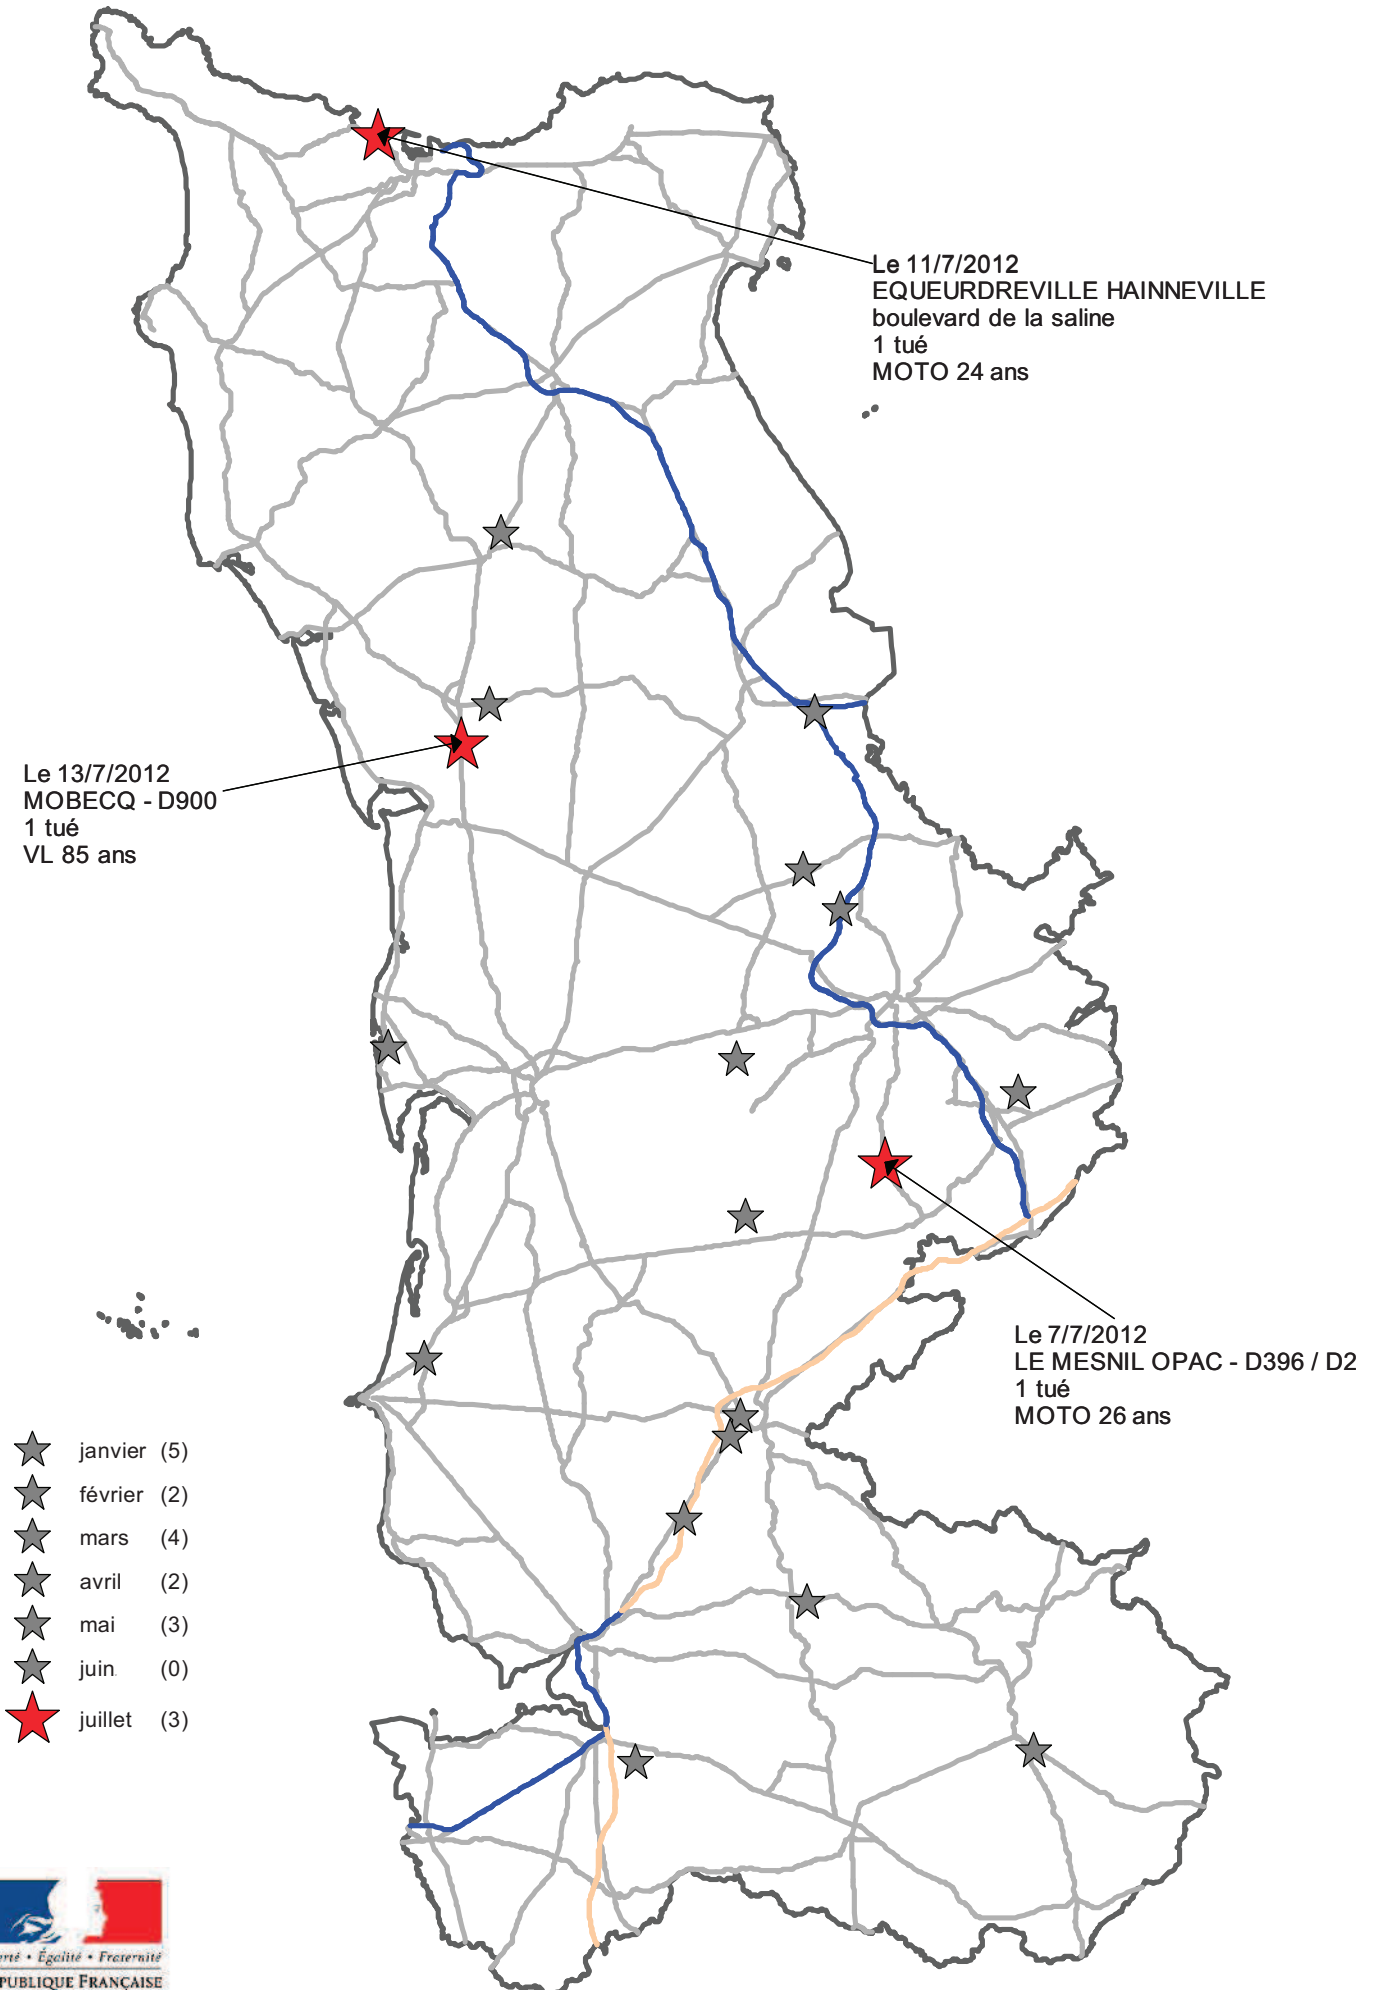 Le 11/7/2012
EQUEURDREVILLE HAINNEVILLE
boulevard de la saline
1 tué
MOTO 24 ans
Le 13/7/2012
MOBECQ - D900
1 tué
VL 85 ans
Le 7/7/2012
LE MESNIL OPAC - D396 / D2
1 tué
MOTO 26 ans
janvier (5)
février (2)
mars (4)
avril (2)
mai (3)
juin (0)
juillet (3)
erté • Égalité • Fraternité
PUBLIQUE FRANÇAISE